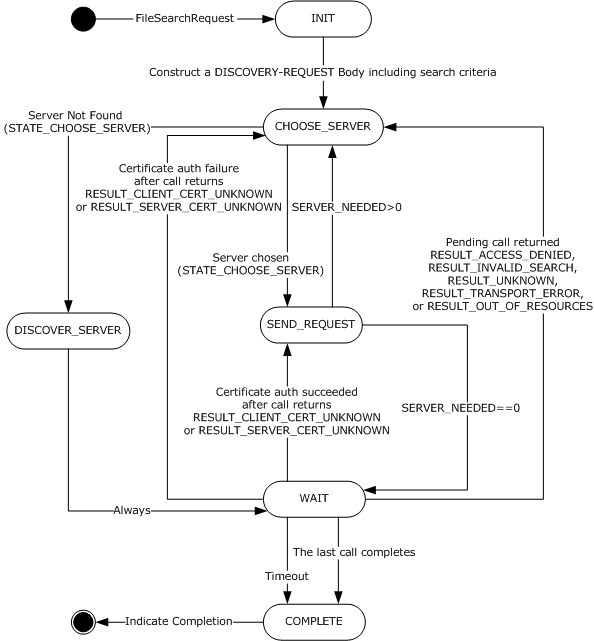 FileSearchRequest
INIT
Construct a DISCOVERY-REQUEST Body including search criteria
Server Not Found
(STATE_CHOOSE_SERVER)
CHOOSE_SERVER
Certificate auth failure
after call returns
RESULT_CLIENT_CERT_UNKNOWN
or RESULT_SERVER_CERT_UNKNOWN
SERVER_NEEDED>0
Server chosen
(STATE_CHOOSE_SERVER)
Pending call returned
RESULT_ACCESS_DENIED,
RESULT_INVALID_SEARCH,
RESULT_UNKNOWN,
RESULT_TRANSPORT_ERROR,
or RESULT_OUT_OF_RESOURCES
DISCOVER_SERVER
SEND_REQUEST
Certificate auth succeeded
after call returns
RESULT_CLIENT_CERT_UNKNOWN
or RESULT_SERVER_CERT_UNKNOWN
SERVER_NEEDED==0
WAIT
Always
The last call completes
Timeout
Indicate Completion
COMPLETE